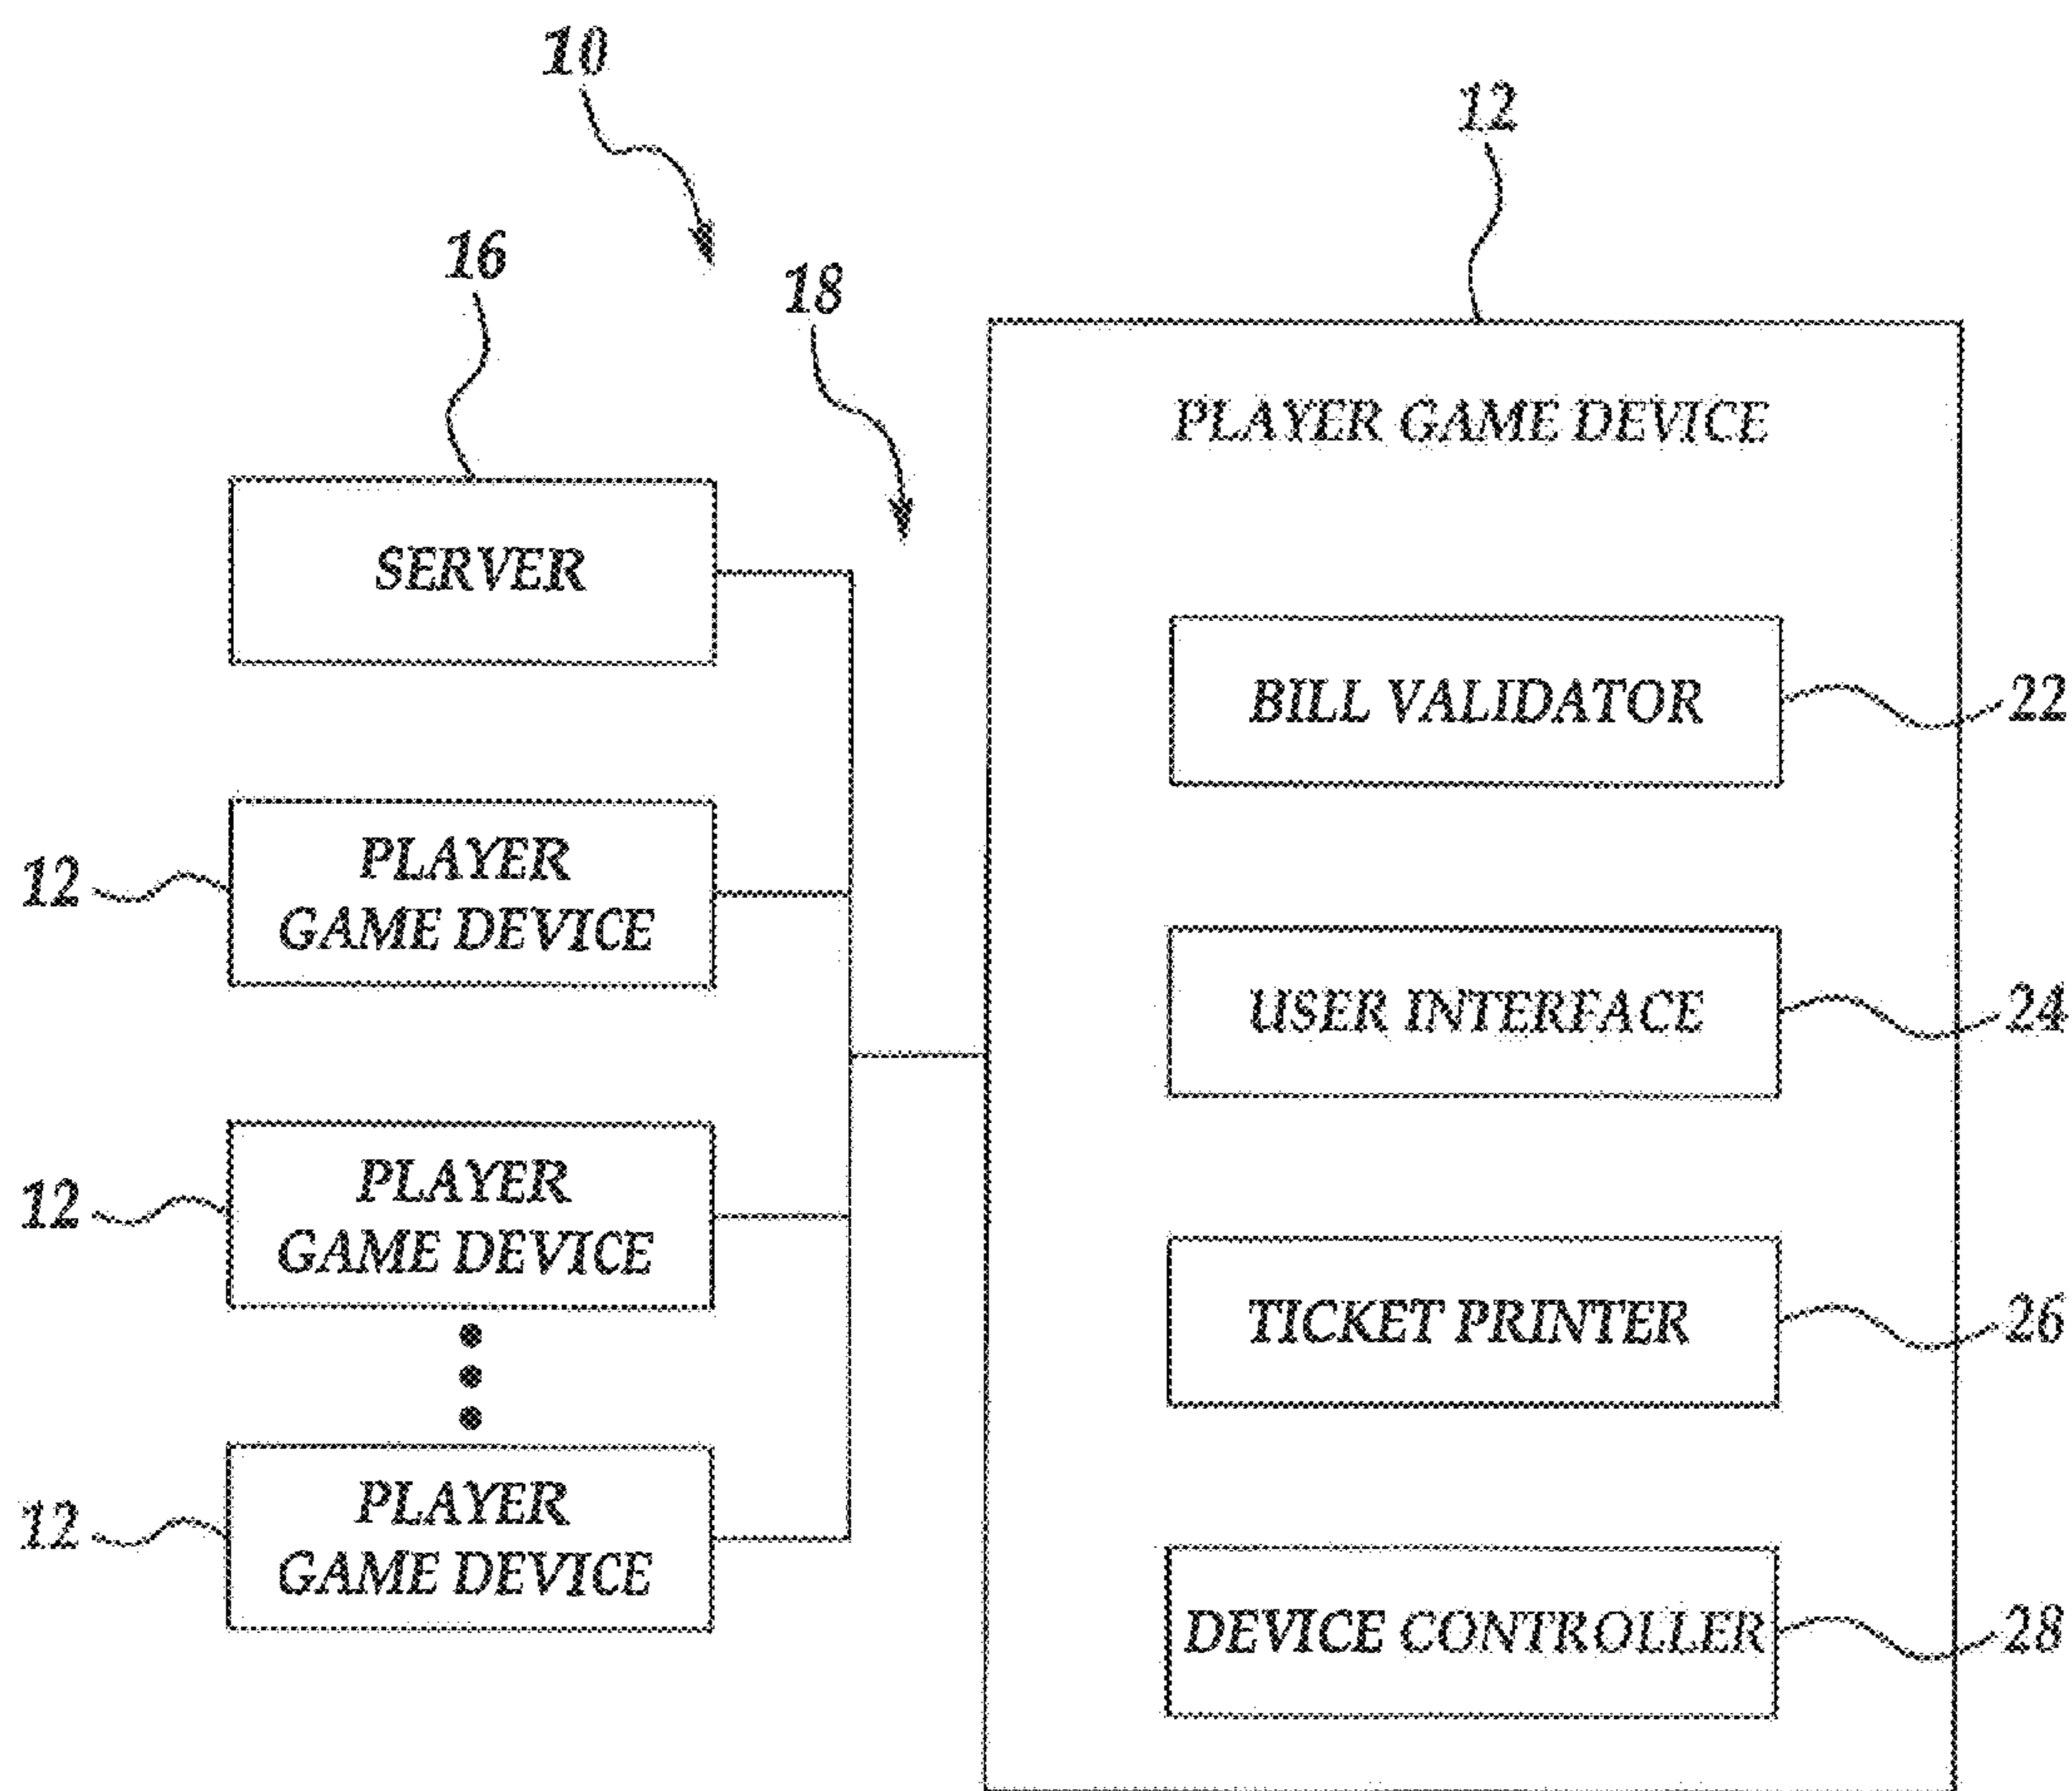 10
12
16
18
PLAYER GAME DEVICE
SERVER
BILL VALIDATOR
22
12
PLAYER
GAME DEVICE
USER INTERFACE
24
12
PLAYER
GAME DEVICE
TICKET PRINTER
26
12
PLAYER
GAME DEVICE
DEVICE CONTROLLER
28